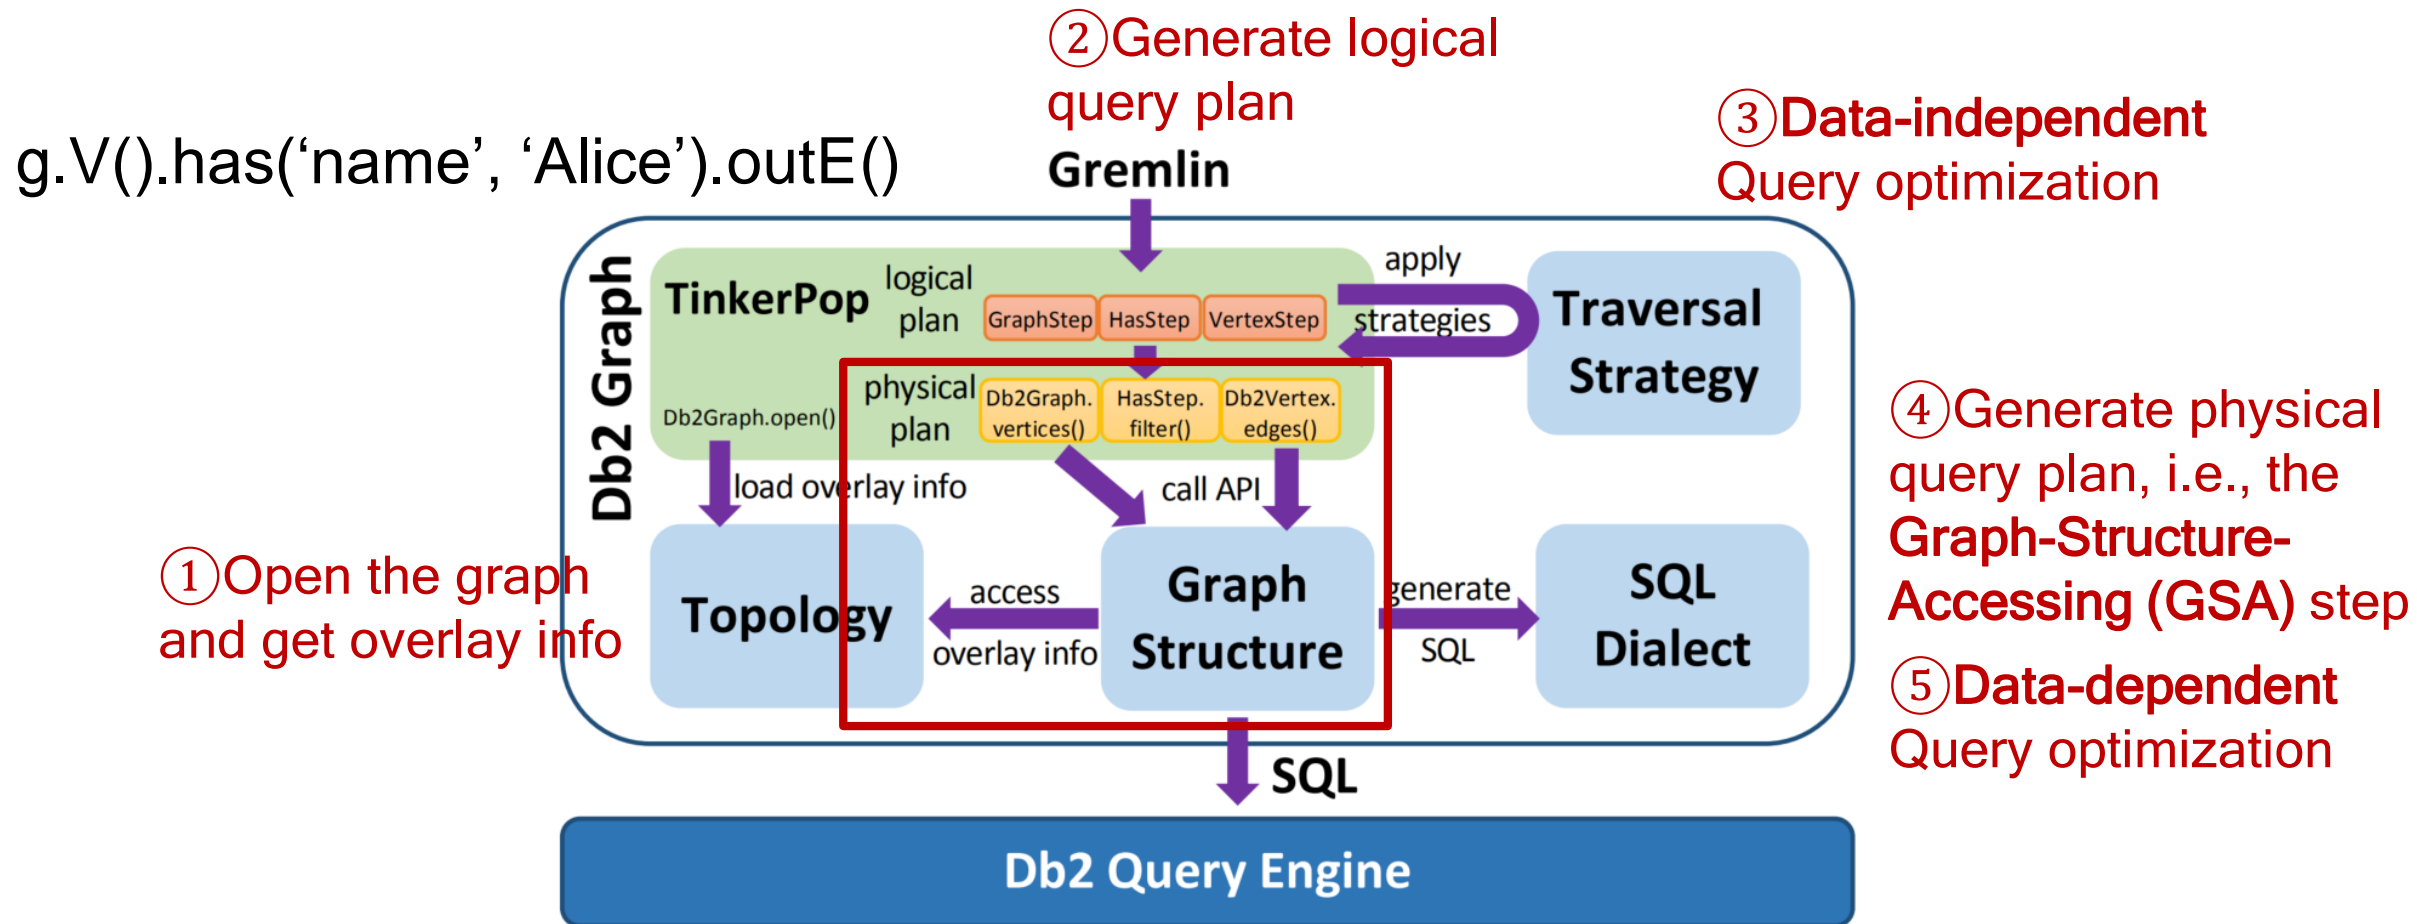 ②Generate logical
query plan
③Data-independent
Query optimization
g.V().has(‘name’, ‘Alice’).outE()
Gremlin
Db2 Graph
TinkerPop
logical
plan
GraphStep
HasStep
VertexStep
apply
strategies
Traversal
Strategy
physical
plan
Db2Graph.
vertices()
HasStep.
filter()
Db2Vertex.
edges()
Db2Graph.open()
load overlay info
call API
④Generate physical
query plan, i.e., the
Graph-Structure-
Accessing (GSA) step
①Open the graph
and get overlay info
Topology
access
overlay info
Graph
Structure
generate
SQL
SQL
Dialect
⑤Data-dependent
Query optimization
SQL
Db2 Query Engine